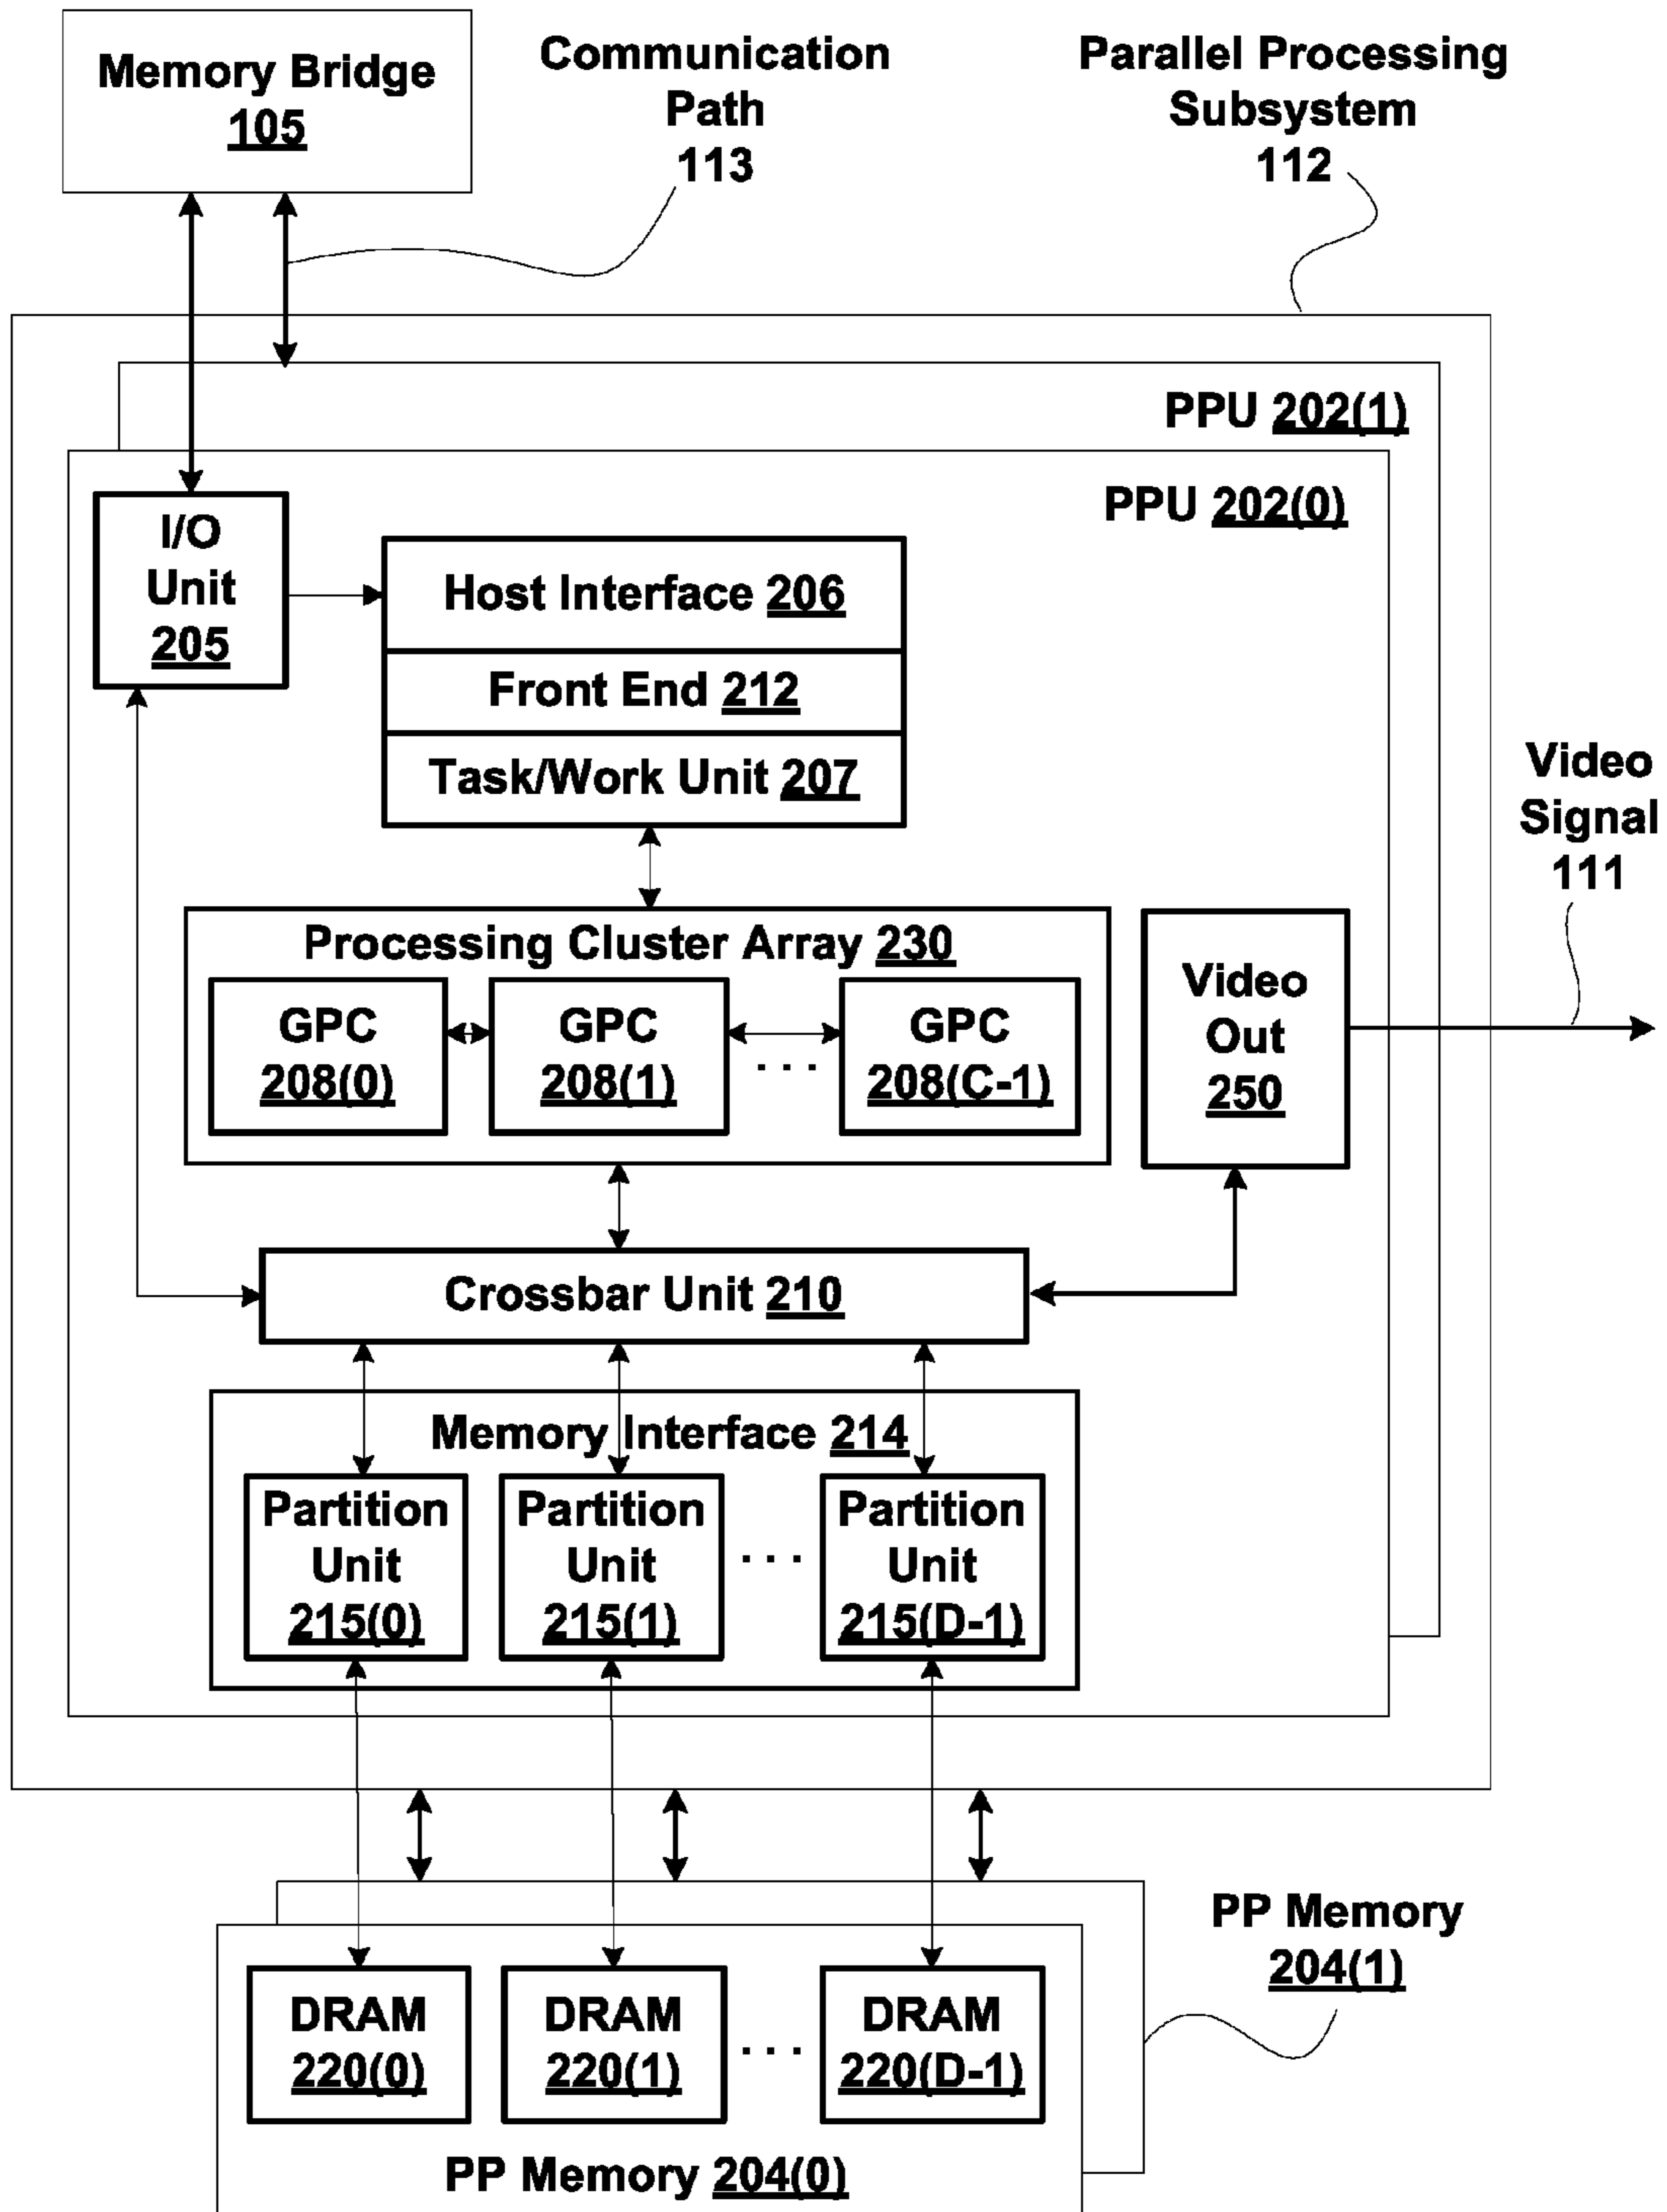 Memory Bridge
105
Communication
Path
113
Parallel Processing
Subsystem
112
PPU 202(1)
PPU 202(0)
I/O
Unit
205
Host Interface 206
Front End 212
Task/Work Unit 207
Video
Signal
111
Processing Cluster Array 230
GPC
208(0)
GPC
208(1)
. . .
GPC
208(C-1)
Video
Out
250
Crossbar Unit 210
Memory Interface 214
Partition
Unit
215(0)
Partition
Unit
215(1)
. . .
Partition
Unit
215(D-1)
PP Memory
204(1)
DRAM
220(0)
DRAM
220(1)
. . .
DRAM
220(D-1)
PP Memory 204(0)